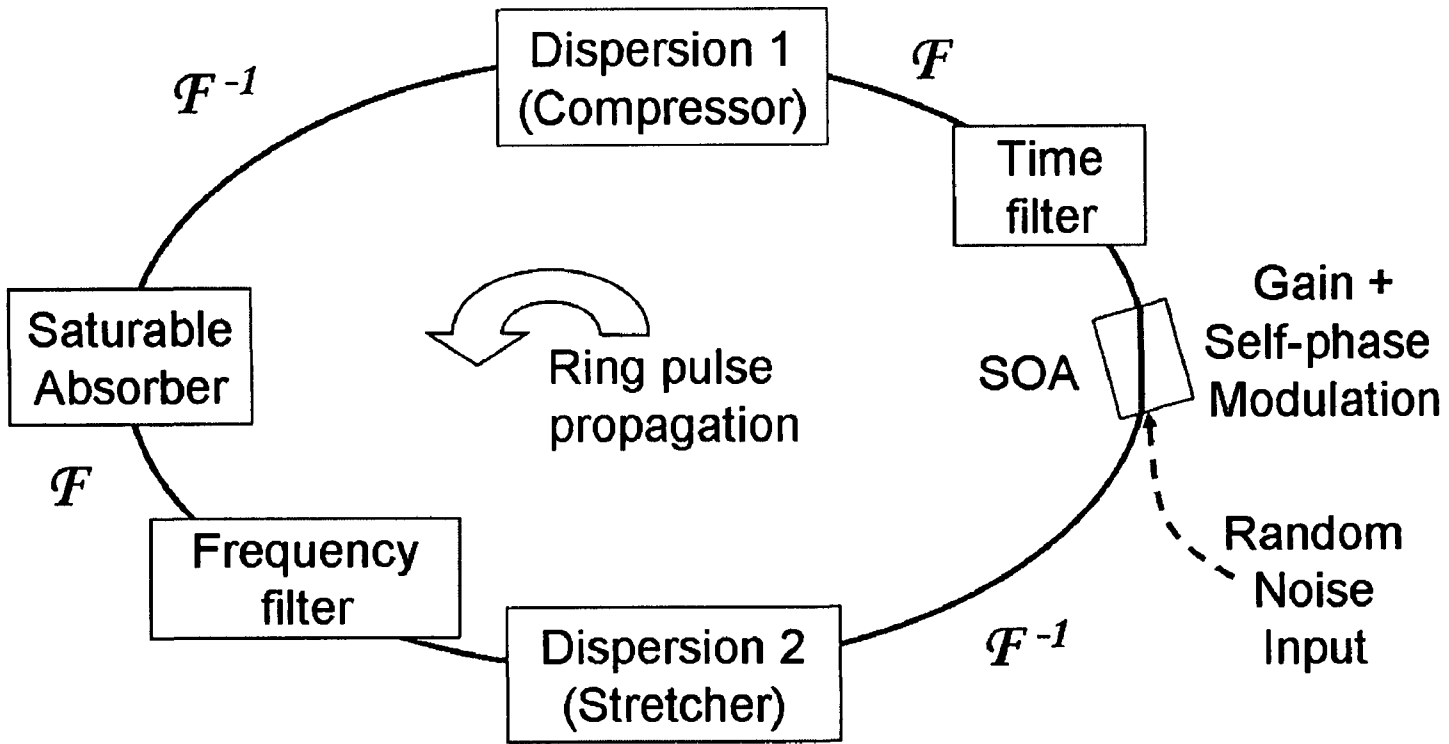 Dispersion 1
(Compressor)
ℱ
ℱ -1
Time
filter
Gain +
Self-phase
Modulation
SOA
Saturable
Absorber
Ring pulse
propagation
ℱ
Frequency
filter
Random
Noise
Input
Dispersion 2
(Stretcher)
ℱ -1